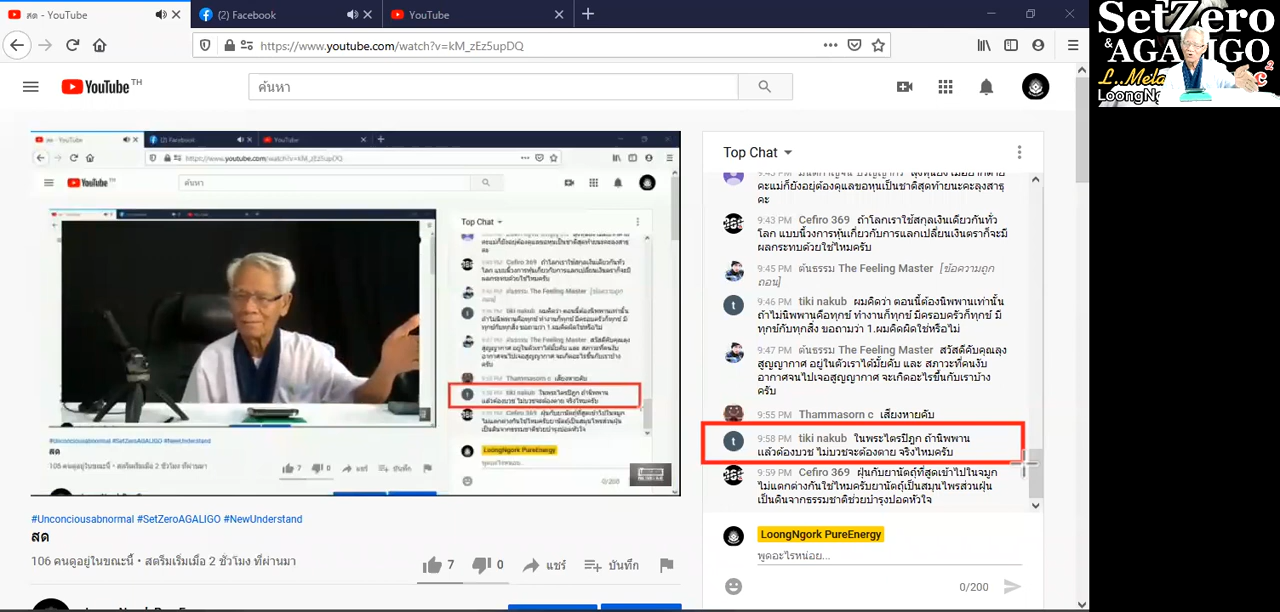 สด - YouTube
(2) Facebook
YouTube
SetZero
&AGALIGO
https://www.youtube.com/watch?v=kM_zEz5upDQ
YouTube TH
ค้นหา
Top Chat
คะแม่ก็ยังอยู่ต้องดูแลขอหุ่นเป็นชาติสุดท้ายนะคะลุงสาธุ
คะ
9:43 PM Cefiro 369 ถ้าโลกเราใช้สกุลเงินเดียวกันทั่ว
โลก แบบนี้วงการหุ้นเกี่ยวกับการแลกเปลี่ยนเงินตราก็จะมี
ผลกระทบด้วยใช่ไหมครับ
9:45 PM ต้นธรรม The Feeling Master [ข้อความถูก
ถอน]
9:46 PM tiki nakub ผมคิดว่า ตอนนี้ต้องนิพพานเท่านั้น
ถ้าไม่นิพพานคือทุกข์ ทำงานก็ทุกข์ มีครอบครัวก็ทุกข์ มี
ทุกข์กับทุกสิ่ง ขอถามว่า 1.ผมคิดผิดใช่หรือไม่
9:47 PM ต้นธรรม The Feeling Master สวัสดีคับคุณลุง
สูญญากาศ อยู่ในตัวเราได้มั้ยคับ และ สภาวะที่คนงับ
อากาศจนไปเจอสูญญากาศ จะเกิดอะไรขึ้นกับเราบ้าง
ครับ
9:55 PM Thammasorn c เสียงหายคับ
9:58 PM tiki nakub ในพระไตรปิฎก ถ้านิพพาน
แล้วต้องบวช ไม่บวชจะต้องตาย จริงไหมครับ
9:59 PM Cefiro 369 ฝุ่นกับยานัตถุ์ที่สุดเข้าไปในจมูก
ไม่แตกต่างกันใช่ไหมครับยานัตถุ์เป็นสมุนไพรส่วนฝุ่น
เป็นดินจากธรรมชาติช่วยบำรุงปอดหัวใจ
LoongNgork PureEnergy
พูดอะไรหน่อย...
0/200
#Unconciousabnormal #SetZeroAGALIGO #NewUnderstand
สด
106 คนดูอยู่ในขณะนี้ • สตรีมเริ่มเมื่อ 2 ชั่วโมง ที่ผ่านมา
7
0
แชร์
บันทึก